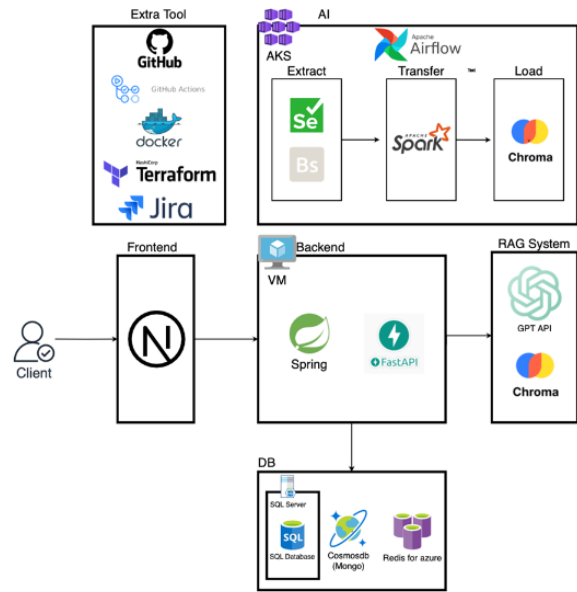 Extra Tool
GitHub
GitHub Actions
docker
HashiCorp
Terraform
Jira
AI
AKS
Apache
Airflow
Extract
Transfer
Load
Se
Bs
APACHE
Spark
Chroma
Frontend
Backend
RAG System
VM
N
Client
Spring
FastAPI
GPT API
Chroma
DB
SQL Server
SQL
SQL Database
Cosmosdb
(Mongo)
Redis for azure